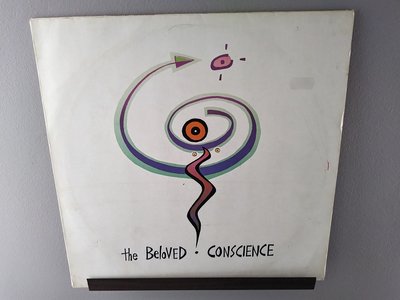 the BeLOVED · CONSCIENCE